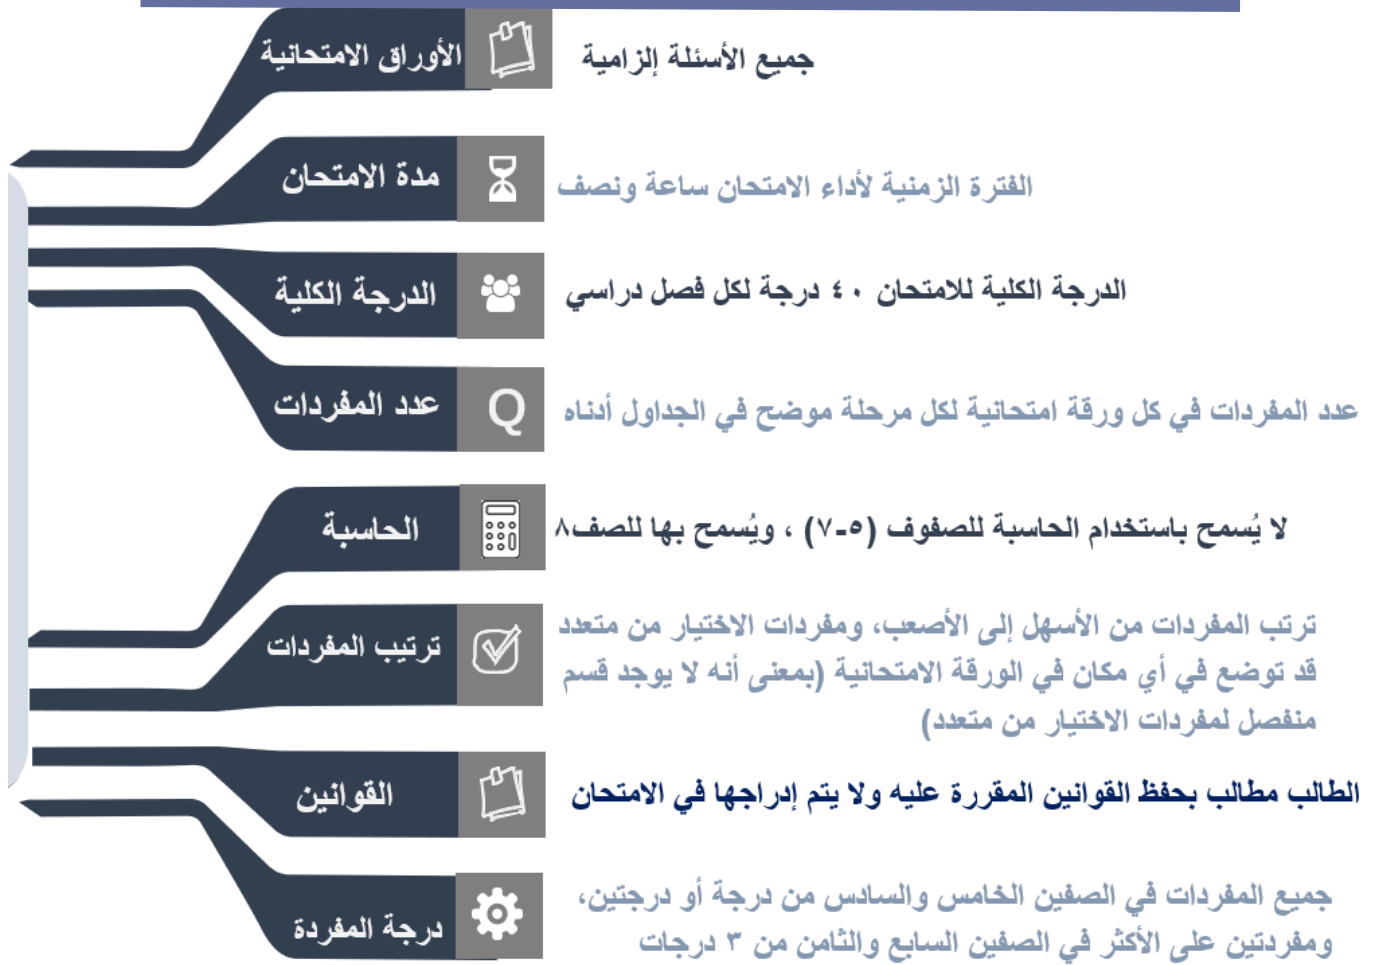 الأوراق الامتحانية
جميع الأسئلة إلزامية
مدة الامتحان
الفترة الزمنية لأداء الامتحان ساعة ونصف
الدرجة الكلية
الدرجة الكلية للامتحان ٤٠ درجة لكل فصل دراسي
عدد المفردات
Q
عدد المفردات في كل ورقة امتحانية لكل مرحلة موضح في الجداول أدناه
الحاسبة
لا يُسمح باستخدام الحاسبة للصفوف (٥-٧) ، ويُسمح بها للصف٨
ترتيب المفردات
ترتب المفردات من الأسهل إلى الأصعب، ومفردات الاختيار من متعدد
قد توضع في أي مكان في الورقة الامتحانية (بمعنى أنه لا يوجد قسم
منفصل لمفردات الاختيار من متعدد)
القوانين
الطالب مطالب بحفظ القوانين المقررة عليه ولا يتم إدراجها في الامتحان
درجة المفردة
جميع المفردات في الصفين الخامس والسادس من درجة أو درجتين،
ومفردتين على الأكثر في الصفين السابع والثامن من ٣ درجات